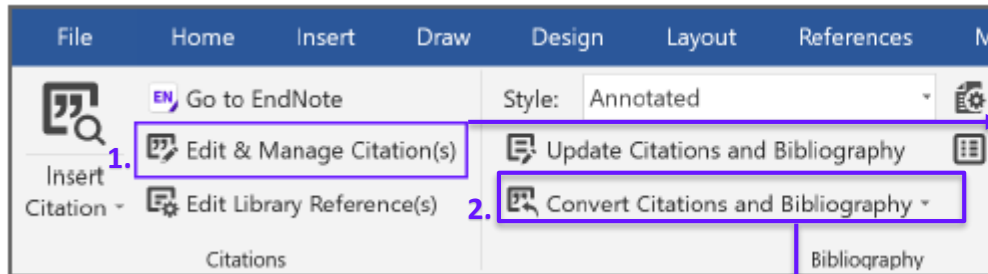 File Home Insert Draw Design Layout References
EN Go to EndNote
Style: Annotated
1. Edit & Manage Citation(s)
Update Citations and Bibliography
Insert
Citation
Edit Library Reference(s)
2. Convert Citations and Bibliography
Citations
Bibliography